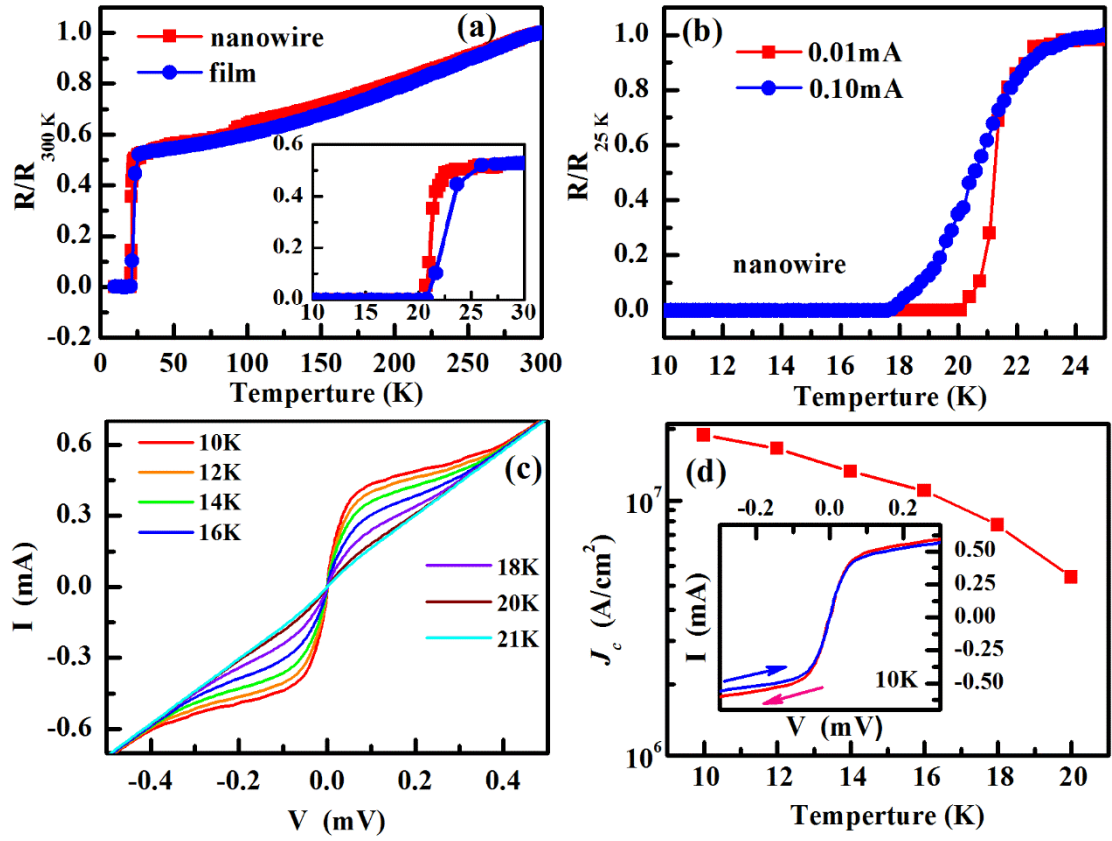 (a)
nanowire
film
R/R300 K
1.0
0.8
0.6
0.4
0.2
0.0
-0.2
0 50 100 150 200 250 300
Temperture (K)
0.6
0.4
0.2
0.0
10 15 20 25 30
(b)
0.01mA
0.10mA
nanowire
R/R25 K
1.0
0.8
0.6
0.4
0.2
0.0
10 12 14 16 18 20 22 24
Temperture (K)
(c)
10K
12K
14K
16K
18K
20K
21K
I (mA)
0.6
0.3
0.0
-0.3
-0.6
-0.4 -0.2 0.0 0.2 0.4
V (mV)
(d)
Jc (A/cm2)
107
106
10 12 14 16 18 20
Temperture (K)
-0.2 0.0 0.2
I (mA)
0.50
0.25
0.00
-0.25
-0.50
10K
V (mV)